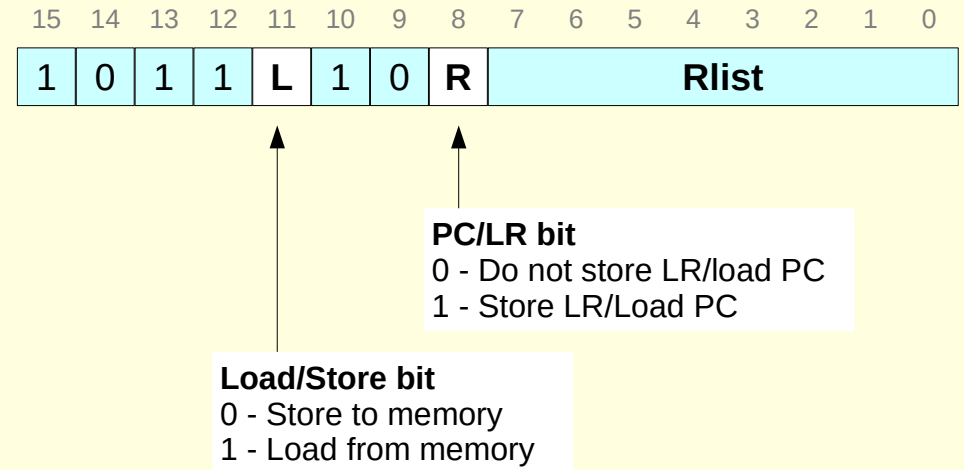 15 14 13 12 11 10 9 8 7 6 5 4 3 2 1 0
1 0 1 1 L 1 0 R Rlist
PC/LR bit
0 - Do not store LR/load PC
1 - Store LR/Load PC
Load/Store bit
0 - Store to memory
1 - Load from memory